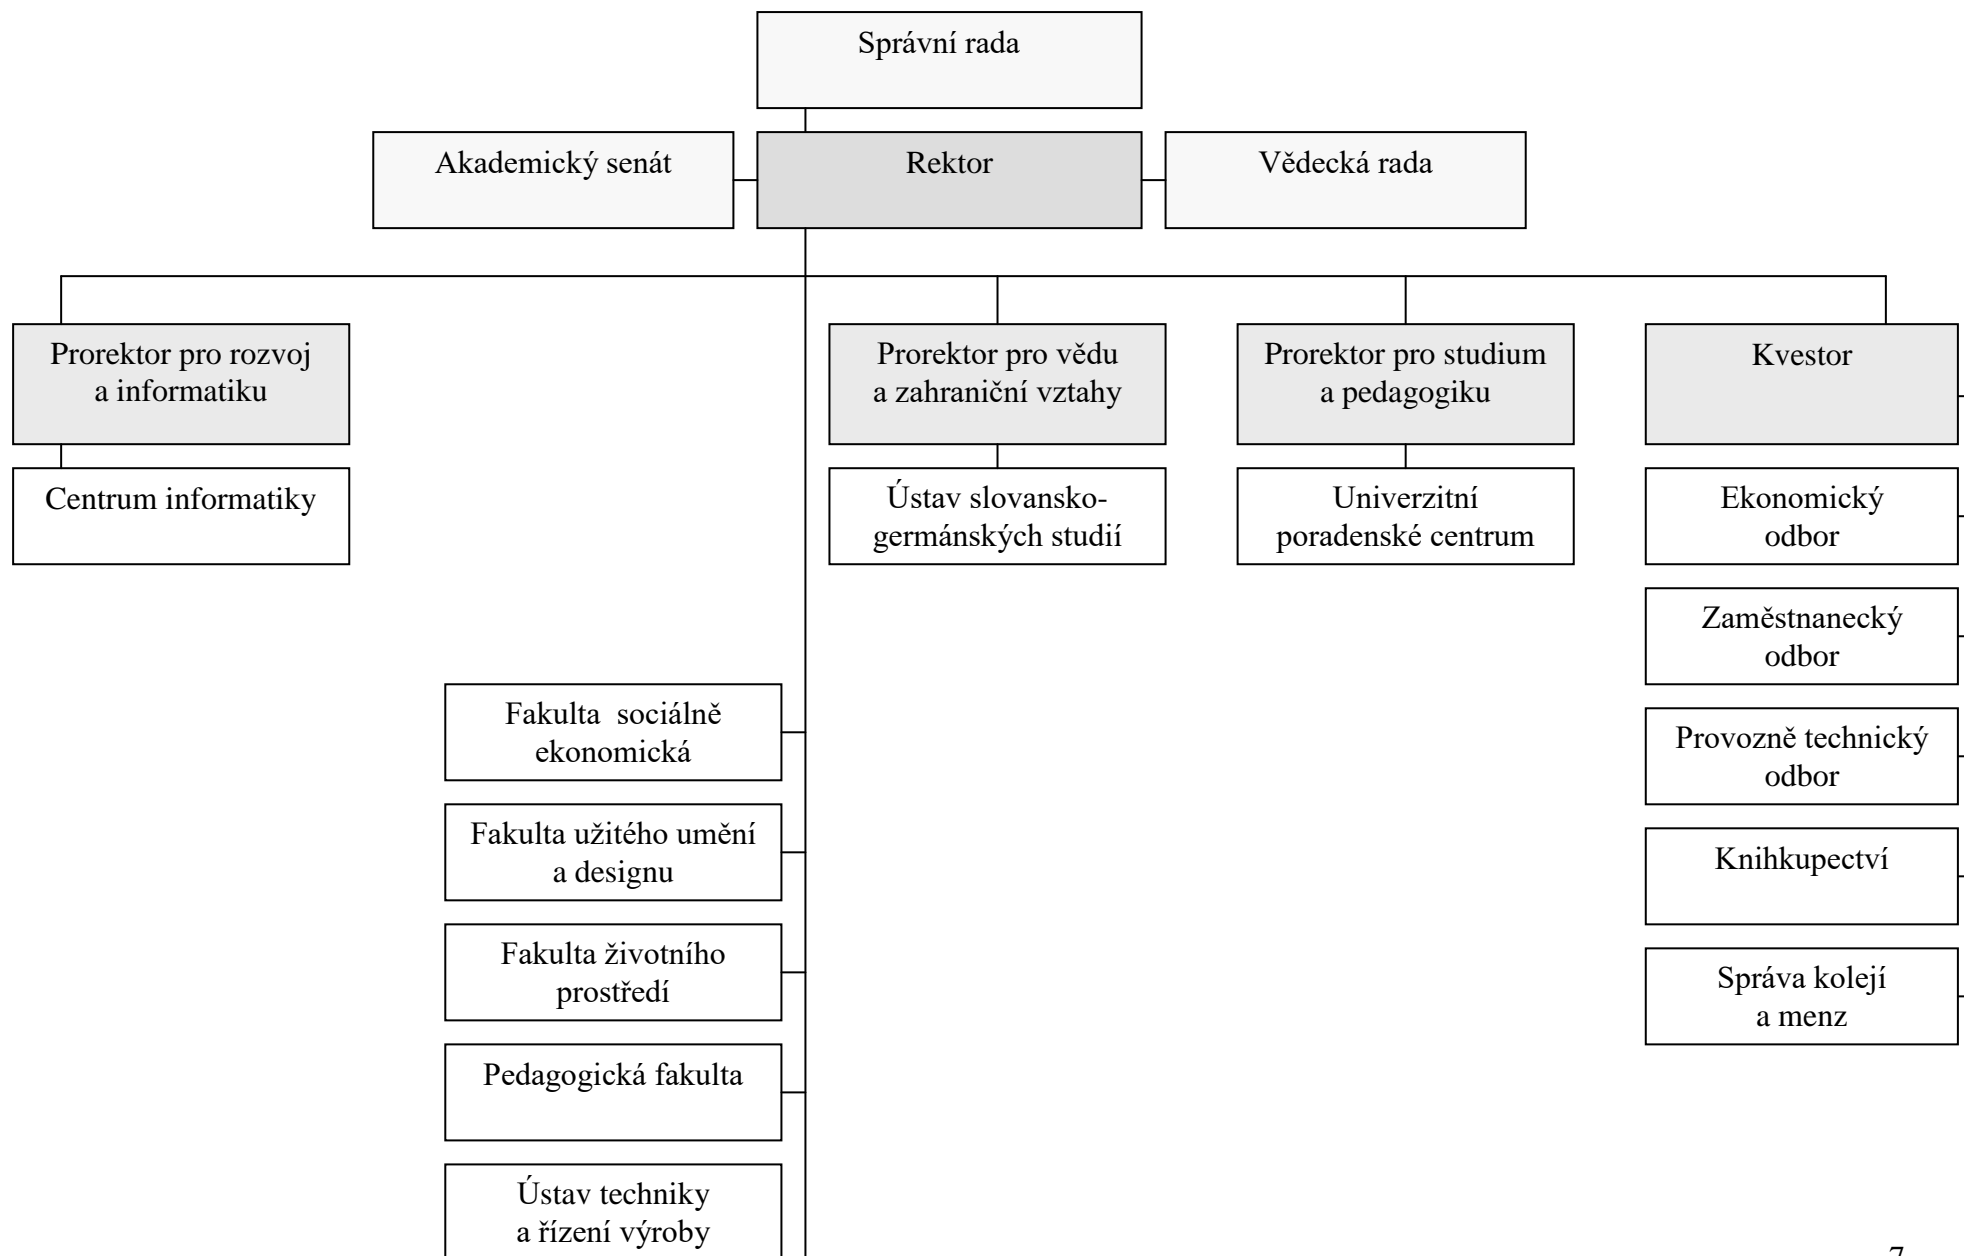 Správní rada
Akademický senát
Rektor
Vědecká rada
Prorektor pro rozvoj
a informatiku
Prorektor pro vědu
a zahraniční vztahy
Prorektor pro studium
a pedagogiku
Kvestor
Centrum informatiky
Ústav slovansko-
germánských studií
Univerzitní
poradenské centrum
Ekonomický
odbor
Zaměstnanecký
odbor
Fakulta  sociálně
ekonomická
Provozně technický
odbor
Fakulta užitého umění
a designu
Knihkupectví
Fakulta životního
prostředí
Správa kolejí
a menz
Pedagogická fakulta
Ústav techniky
a řízení výroby
7